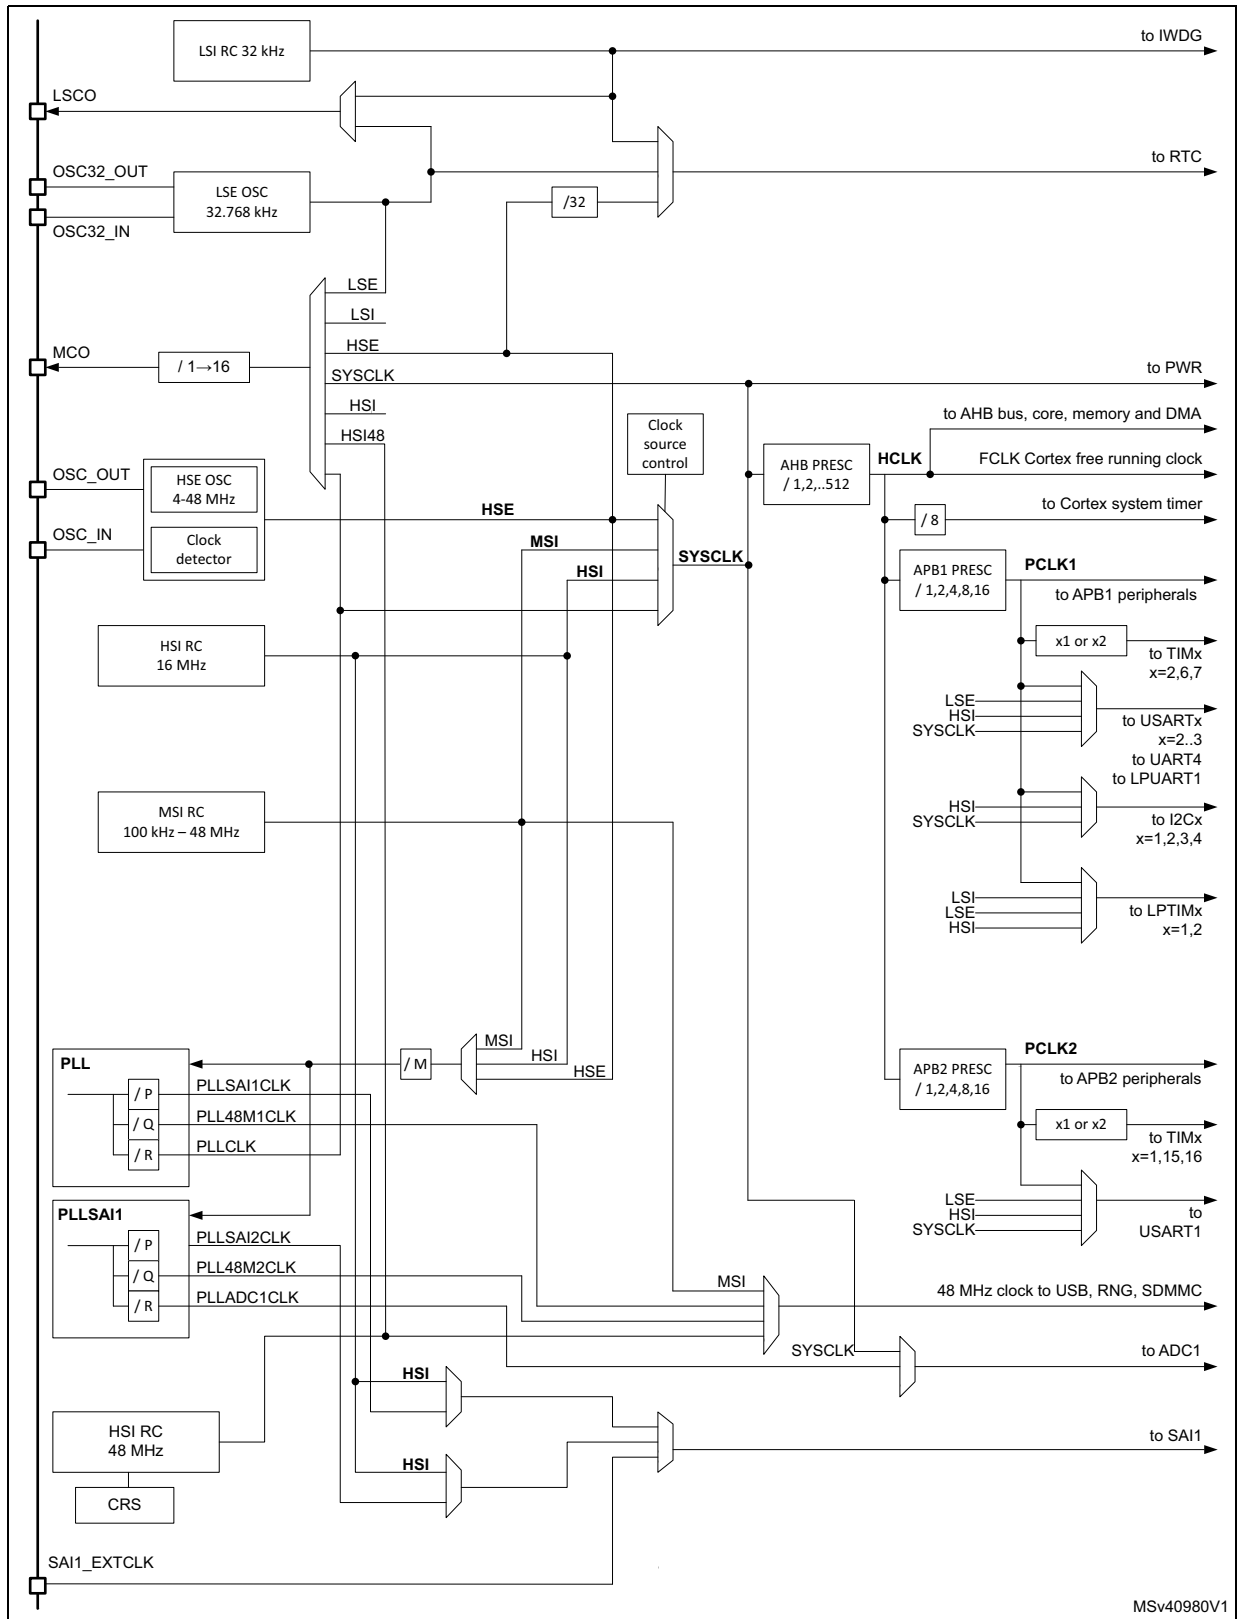 to IWDG
LSI RC 32 kHz
LSCO
to RTC
OSC32_OUT
LSE OSC
32.768 kHz
/32
OSC32_IN
LSE
LSI
MCO
HSE
/ 1→16
to PWR
SYSCLK
HSI
to AHB bus, core, memory and DMA
Clock
source
control
HSI48
OSC_OUT
HSE OSC
4-48 MHz
AHB PRESC
/ 1,2,..512
HCLK
FCLK Cortex free running clock
HSE
to Cortex system timer
/ 8
OSC_IN
Clock
detector
MSI
SYSCLK
HSI
APB1 PRESC
/ 1,2,4,8,16
PCLK1
to APB1 peripherals
HSI RC
16 MHz
x1 or x2
to TIMx
x=2,6,7
LSE
HSI
SYSCLK
to USARTx
x=2..3
to UART4
to LPUART1
MSI RC
100 kHz – 48 MHz
HSI
SYSCLK
to I2Cx
x=1,2,3,4
LSI
LSE
HSI
to LPTIMx
x=1,2
MSI
HSI
HSE
/ M
PLL
PLLSAI1CLK
/ P
PLL48M1CLK
/ Q
PLLCLK
/ R
APB2 PRESC
/ 1,2,4,8,16
PCLK2
to APB2 peripherals
x1 or x2
to TIMx
x=1,15,16
LSE
HSI
SYSCLK
to
USART1
PLLSAI1
PLLSAI2CLK
/ P
PLL48M2CLK
/ Q
PLLADC1CLK
/ R
MSI
48 MHz clock to USB, RNG, SDMMC
SYSCLK
to ADC1
HSI
HSI RC
48 MHz
to SAI1
HSI
CRS
SAI1_EXTCLK
MSv40980V1